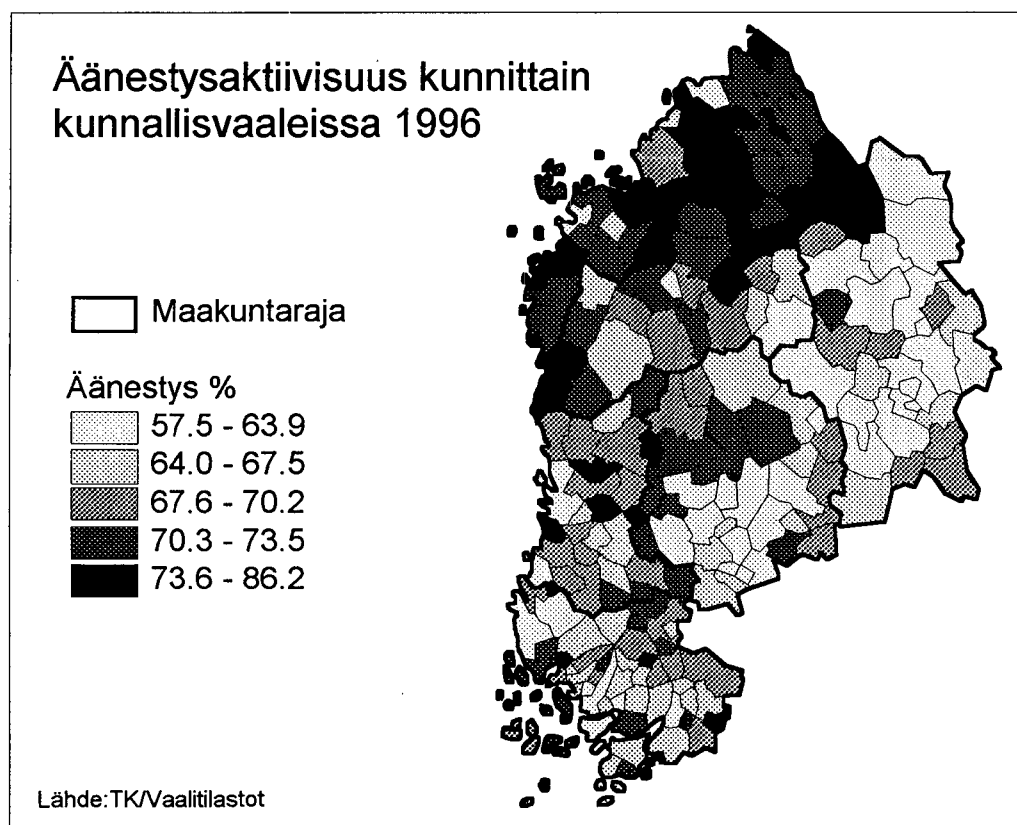 Äänestysaktiivisuus kunnittain
kunnallisvaaleissa 1996
Maakuntaraja
Äänestys %
57.5 - 63.9
64.0 - 67.5
67.6 - 70.2
70.3 - 73.5
73.6 - 86.2
Lähde:TK/Vaalitilastot